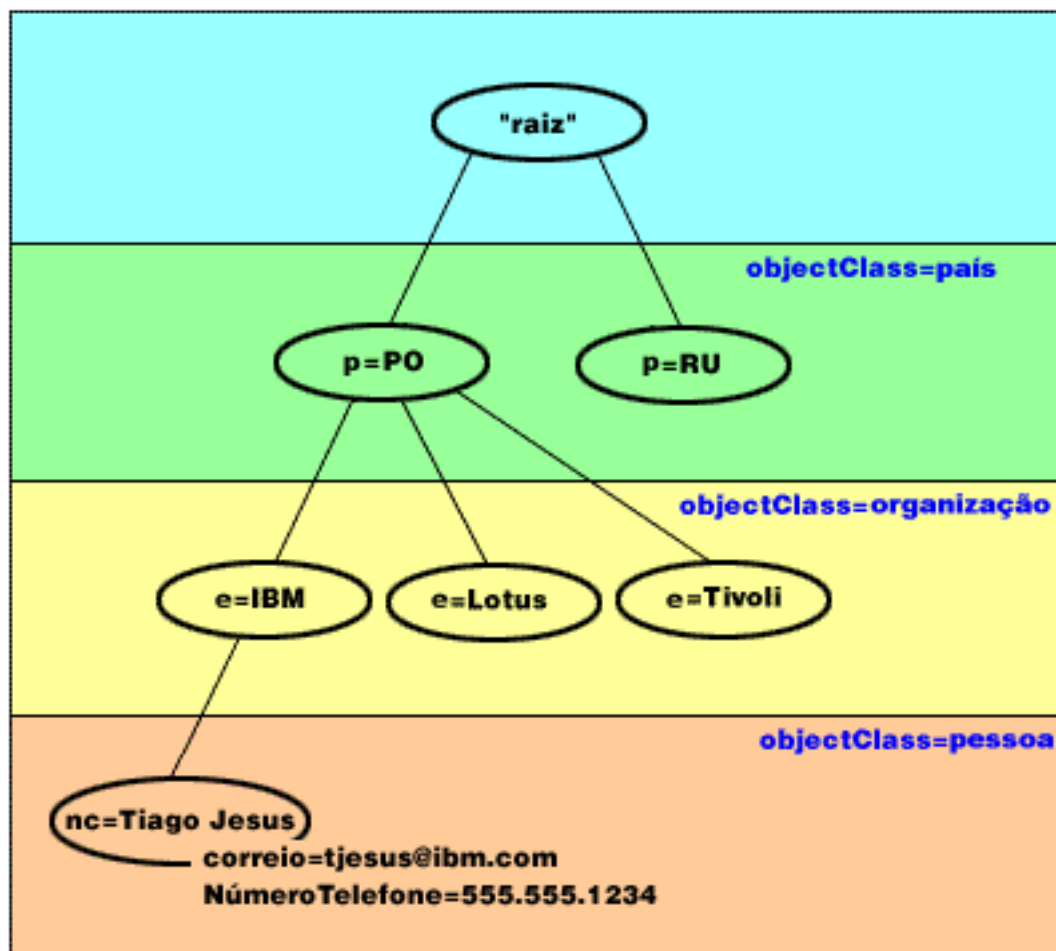 "raiz"
objectClass=país
p=PO
p=RU
objectClass=organização
e=IBM
e=Lotus
e=Tivoli
objectClass=pessoa
nc=Tiago Jesus
correio=tjesus@ibm.com
NúmeroTelefone=555.555.1234